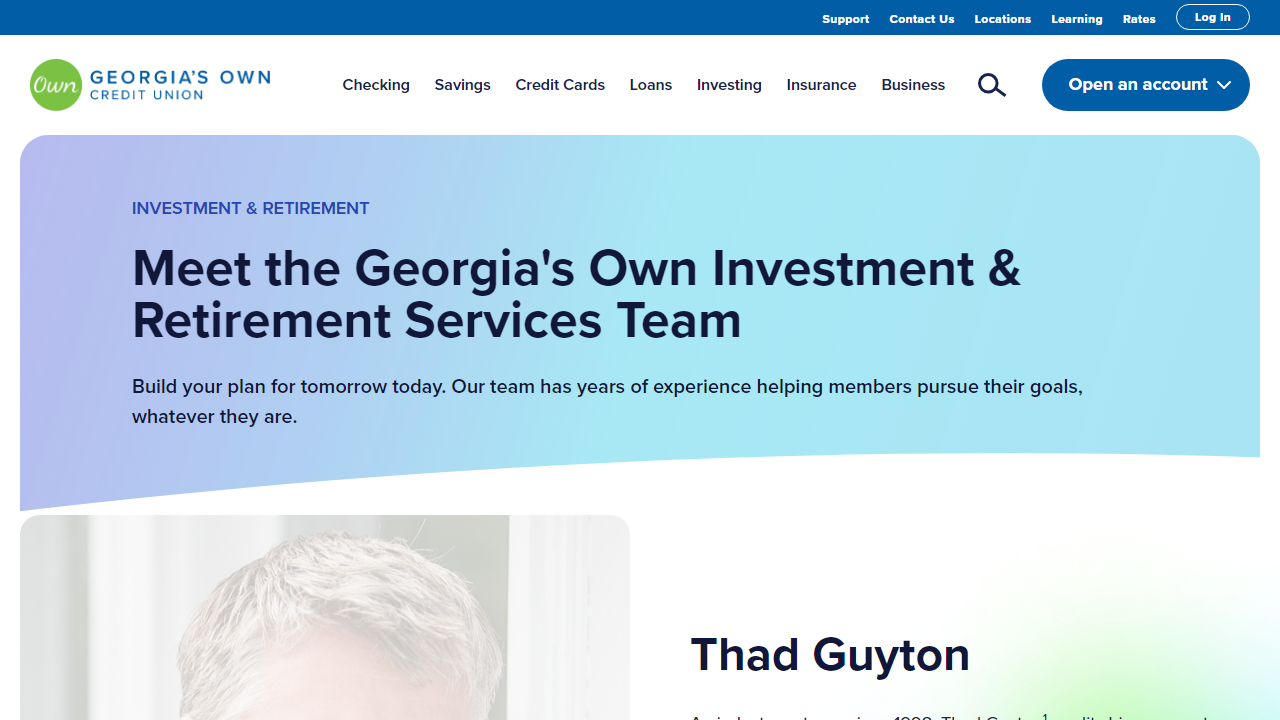 Support Contact Us Locations Learning Rates Log In
Own GEORGIA'S OWN
CREDIT UNION
Checking Savings Credit Cards Loans Investing Insurance Business Open an account
INVESTMENT & RETIREMENT
Meet the Georgia's Own Investment &
Retirement Services Team
Build your plan for tomorrow today. Our team has years of experience helping members pursue their goals,
whatever they are.
Thad Guyton